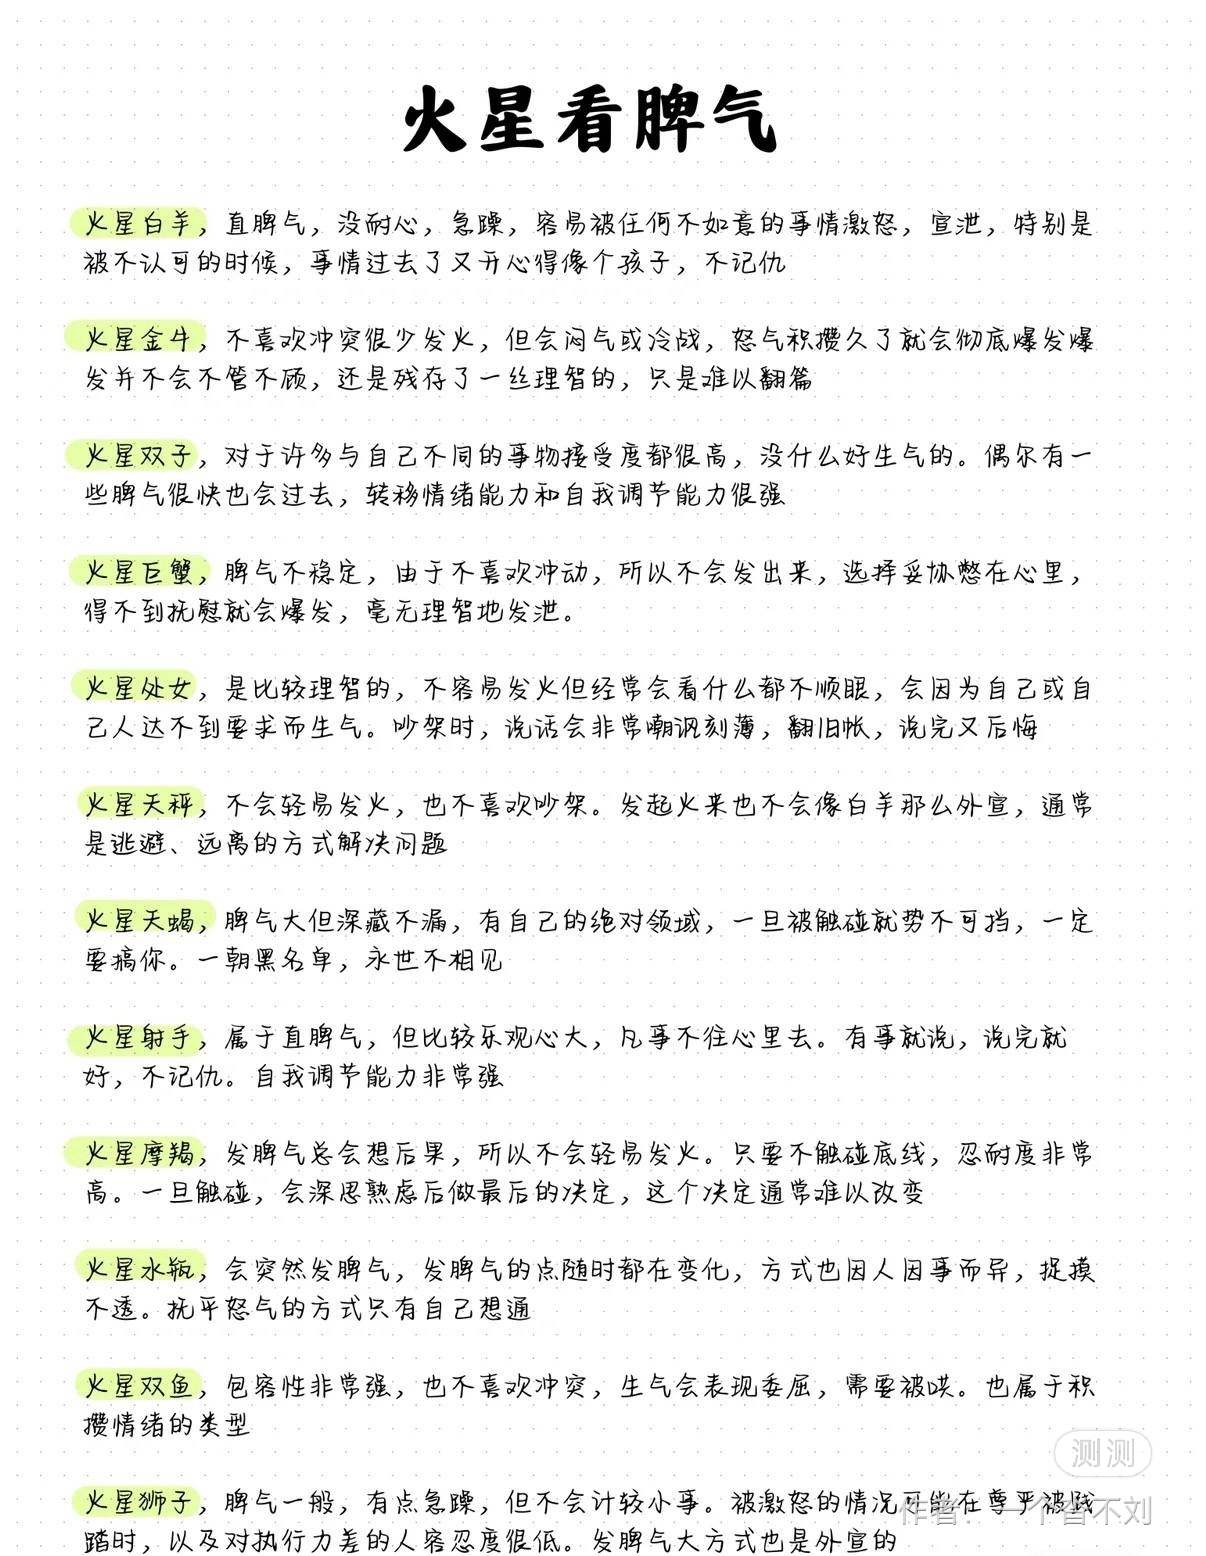 火星看脾气
火星白羊，直脾气，没耐心，急躁，容易被任何不如意的事情激怒，宣泄，特别是
被不认可的时候，事情过去了又开心得像个孩子，不记仇
火星金牛，不喜欢冲突很少发火，但会闷气或冷战，怒气积攒久了就会彻底爆发爆
发并不会不管不顾，还是残存了一丝理智的，只是难以翻篇
火星双子，对于许多与自己不同的事物接受度都很高，没什么好生气的。偶尔有一
些脾气很快也会过去，转移情绪能力和自我调节能力很强
火星巨蟹，脾气不稳定，由于不喜欢冲动，所以不会发出来，选择妥协憋在心里，
得不到抚慰就会爆发，毫无理智地发泄。
火星处女，是比较理智的，不容易发火但经常会看什么都不顺眼，会因为自己或自
己人达不到要求而生气。吵架时，说话会非常嘲讽刻薄，翻旧帐，说完又后悔
火星天秤，不会轻易发火，也不喜欢吵架。发起火来也不会像白羊那么外宣，通常
是逃避、远离的方式解决问题
火星天蝎，脾气大但深藏不漏，有自己的绝对领域，一旦被触碰就势不可挡，一定
要搞你。一朝黑名单，永世不相见
火星射手，属于直脾气，但比较乐观心大，凡事不往心里去。有事就说，说完就
好，不记仇。自我调节能力非常强
火星摩羯，发脾气总会想后果，所以不会轻易发火。只要不触碰底线，忍耐度非常
高。一旦触碰，会深思熟虑后做最后的决定，这个决定通常难以改变
火星水瓶，会突然发脾气，发脾气的点随时都在变化，方式也因人因事而异，捉摸
不透。抚平怒气的方式只有自己想通
火星双鱼，包容性非常强，也不喜欢冲突，生气会表现委屈，需要被哄。也属于积
攒情绪的类型
测测
火星狮子，脾气一般，有点急躁，但不会计较小事。被激怒的情况可能在尊严被践
作者：一个姓不刘
踏时，以及对执行力差的人容忍度很低。发脾气大方式也是外宣的